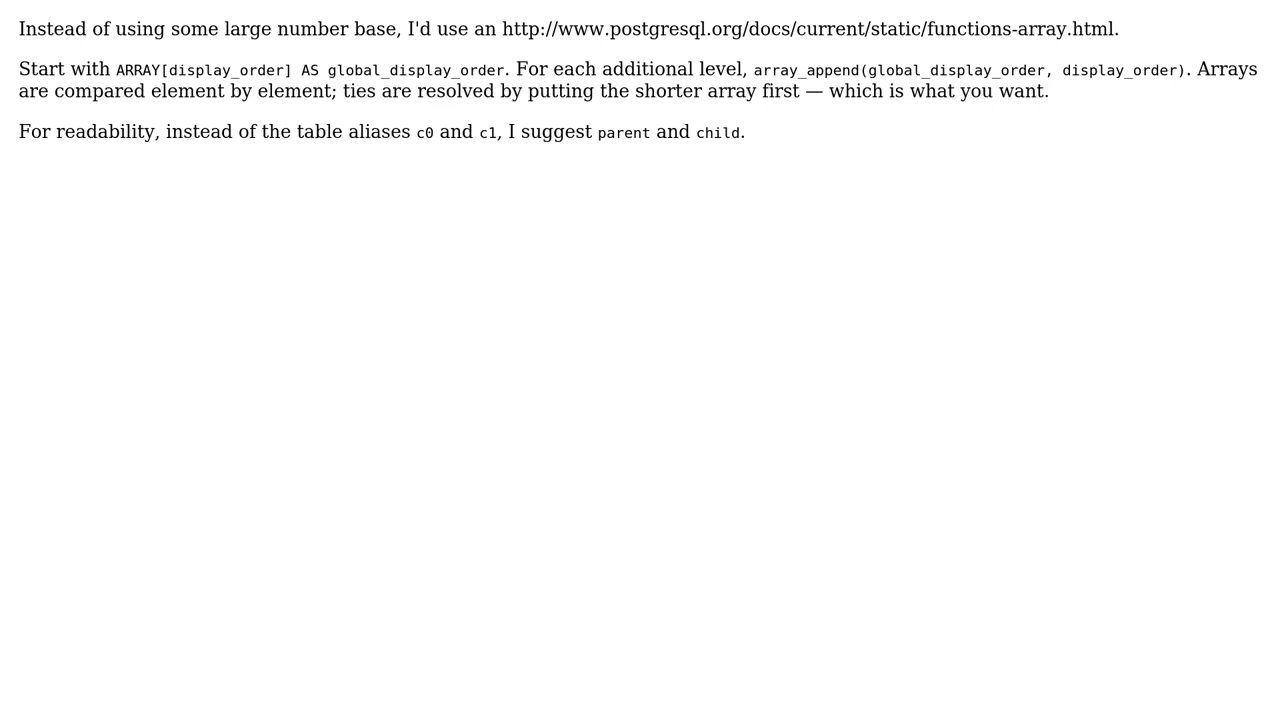 Instead of using some large number base, I'd use an http://www.postgresql.org/docs/current/static/functions-array.html.
Start with ARRAY[display_order] AS global_display_order. For each additional level, array_append(global_display_order, display_order). Arrays
are compared element by element; ties are resolved by putting the shorter array first — which is what you want.
For readability, instead of the table aliases c0 and c1, I suggest parent and child.